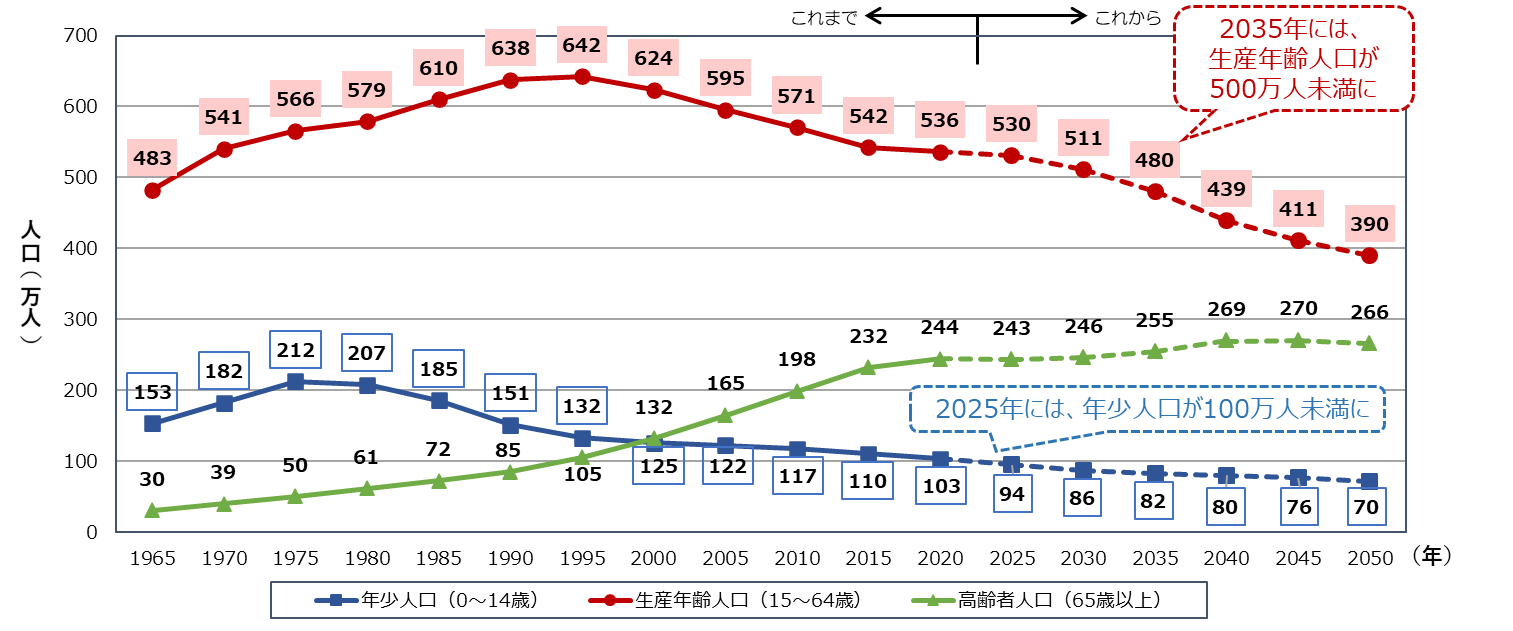 これまで
これから
2035年には、
生産年齢人口が
500万人未満に
人口（万人）
700
600
500
400
300
200
100
0
483 541 566 579 610 638 642 624 595 571 542 536 530 511 480 439 411 390
153 182 212 207 185 151 132 125 122 117 110 103 94 86 82 80 76 70
30 39 50 61 72 85 105 132 165 198 232 244 243 246 255 269 270 266
2025年には、年少人口が100万人未満に
1965 1970 1975 1980 1985 1990 1995 2000 2005 2010 2015 2020 2025 2030 2035 2040 2045 2050 （年）
年少人口（0～14歳） 生産年齢人口（15～64歳） 高齢者人口（65歳以上）